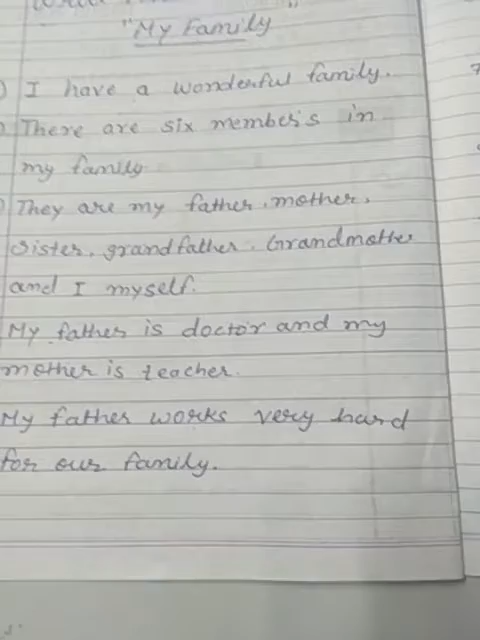 "My Family"
I have a wonderful family.
There are six member's in
my family
They are my father, mother,
sister, grandfather, Grandmother
and I myself.
My father is doctor and my
mother is teacher.
My father works very hard
for our family.